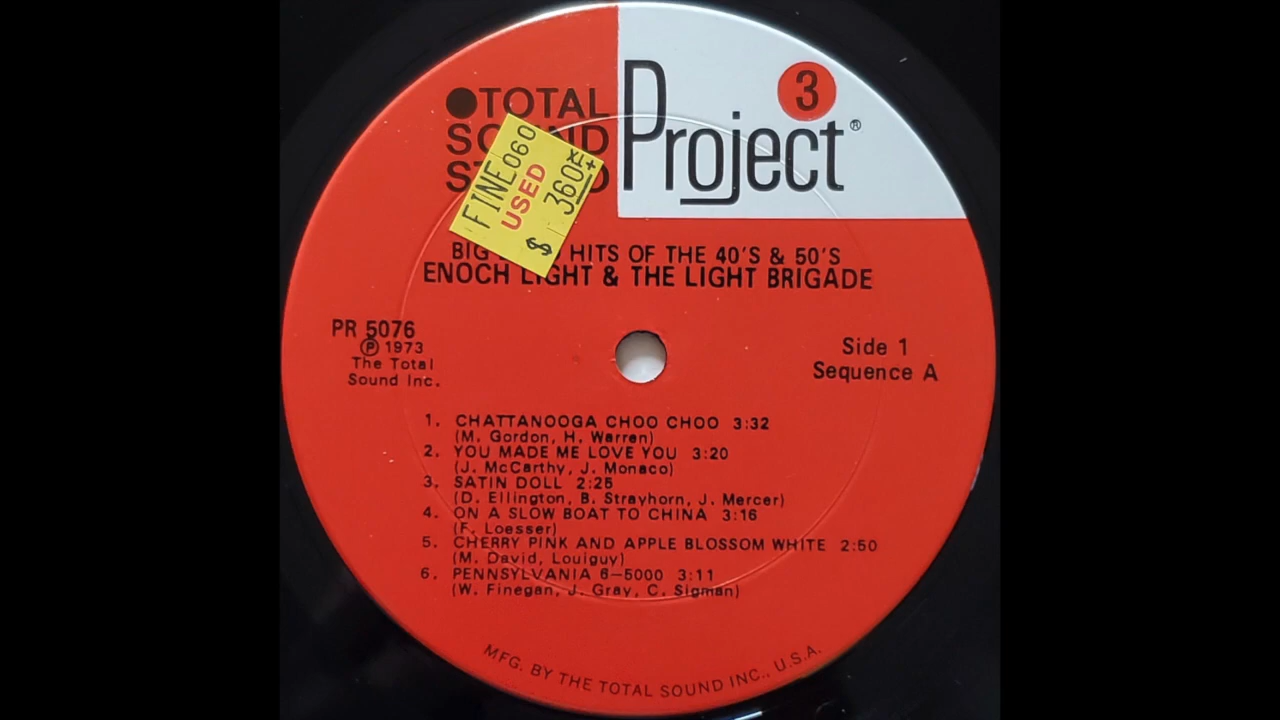 ●TOTAL
SOUND
Project®
3
FINE 060
USED
$ 360
BIG HITS OF THE 40'S & 50'S
ENOCH LIGHT & THE LIGHT BRIGADE
PR 5076
Ⓟ 1973
The Total
Sound Inc.
Side 1
Sequence A
1. CHATTANOOGA CHOO CHOO 3:32
(M. Gordon, H. Warren)
2. YOU MADE ME LOVE YOU 3:20
(J. McCarthy, J. Monaco)
3. SATIN DOLL 2:25
(D. Ellington, B. Strayhorn, J. Mercer)
4. ON A SLOW BOAT TO CHINA 3:16
(F. Loesser)
5. CHERRY PINK AND APPLE BLOSSOM WHITE 2:50
(M. David, Louiguy)
6. PENNSYLVANIA 6-5000 3:11
(W. Finegan, J. Gray, C. Sigman)
MFG. BY THE TOTAL SOUND INC., U.S.A.